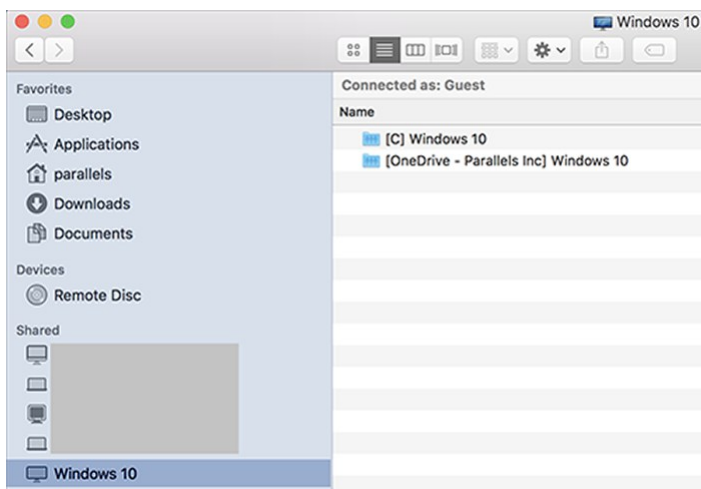 Windows 10
Favorites
Desktop
Applications
parallels
Downloads
Documents
Devices
Remote Disc
Shared
Windows 10
Connected as: Guest
Name
[C] Windows 10
[OneDrive - Parallels Inc] Windows 10